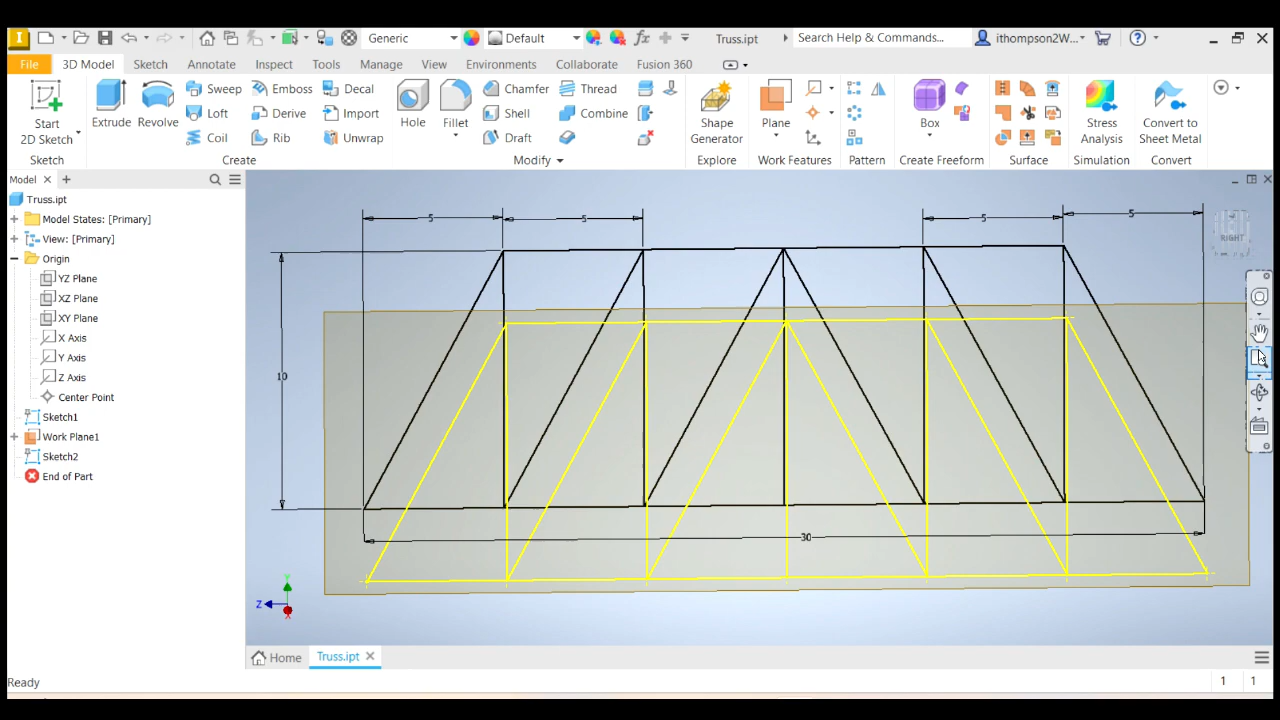 Generic Default Truss.ipt Search Help & Commands... ithompson2W...
File 3D Model Sketch Annotate Inspect Tools Manage View Environments Collaborate Fusion 360
Sweep Emboss Decal Chamfer Thread
Loft Derive Import Shell Combine
Start
2D Sketch Extrude Revolve Hole Fillet Shape
Generator Plane Box Stress
Analysis Convert to
Sheet Metal
Coil Rib Unwrap Draft
Sketch Create Modify Explore Work Features Pattern Create Freeform Surface Simulation Convert
Model
Truss.ipt
Model States: [Primary]
View: [Primary]
Origin
YZ Plane
XZ Plane
XY Plane
X Axis
Y Axis
Z Axis
Center Point
Sketch1
Work Plane1
Sketch2
End of Part
5 5 5 5
RIGHT
10
30
Y
Z
X
Home Truss.ipt
Ready 1 1